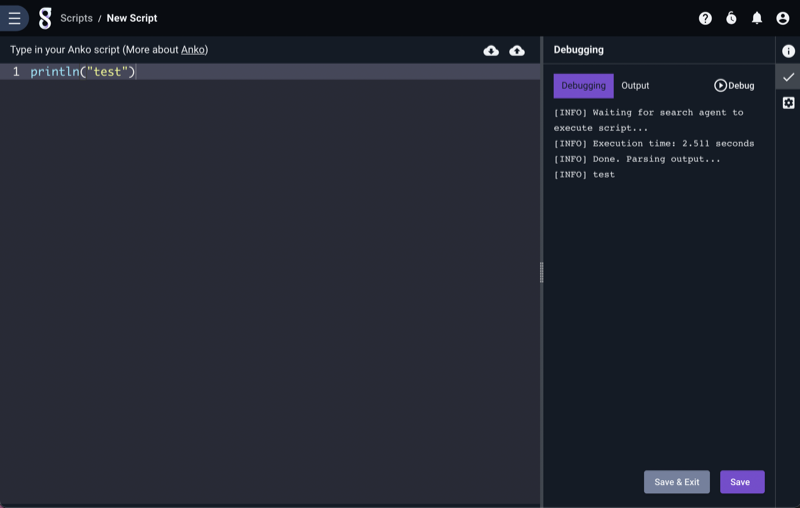 Scripts / New Script
Type in your Anko script (More about Anko)
1 println("test")
Debugging
Debugging Output Debug
[INFO] Waiting for search agent to
execute script...
[INFO] Execution time: 2.511 seconds
[INFO] Done. Parsing output...
[INFO] test
Save & Exit Save